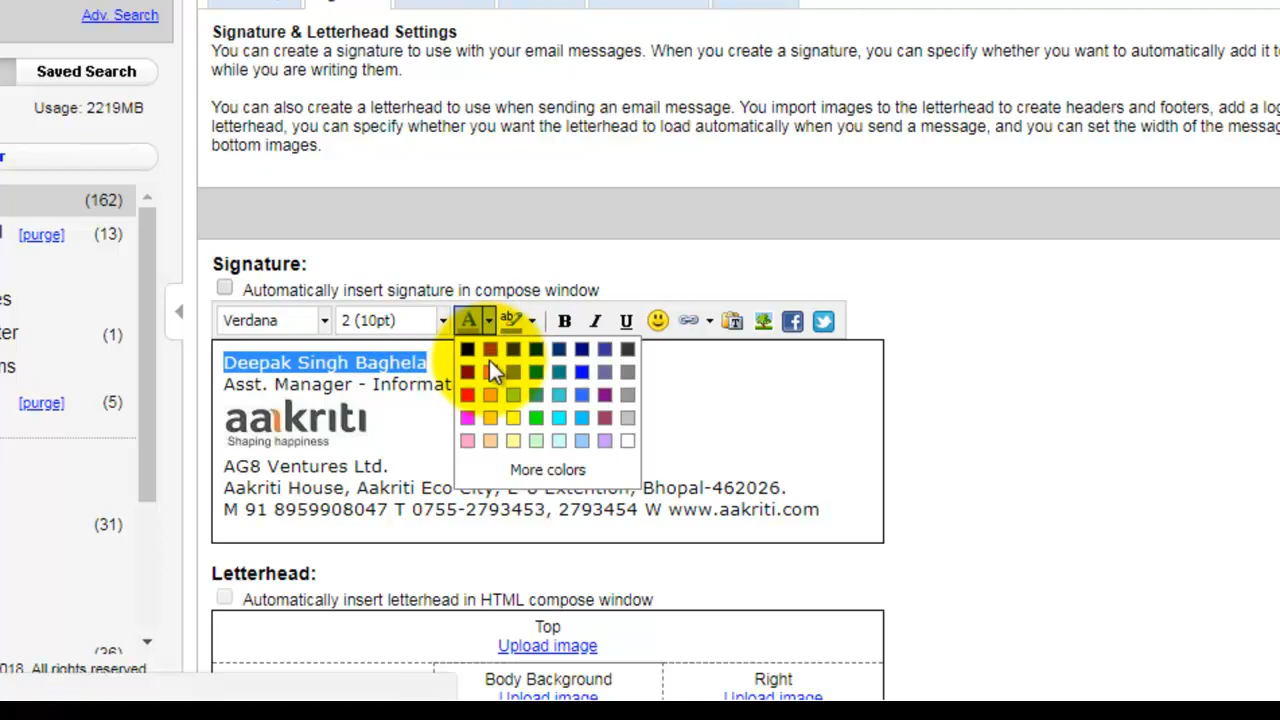 Adv. Search
Saved Search
Usage: 2219MB
(162)
[purge] (13)
(1)
[purge] (5)
(31)
All rights reserved
Signature & Letterhead Settings
You can create a signature to use with your email messages. When you create a signature, you can specify whether you want to automatically add it
while you are writing them.
You can also create a letterhead to use when sending an email message. You import images to the letterhead to create headers and footers, add a
letterhead, you can specify whether you want the letterhead to load automatically when you send a message, and you can set the width of the
bottom images.
Signature:
Automatically insert signature in compose window
Verdana 2 (10pt) A ab B I U
Deepak Singh Baghela
Asst. Manager - Informat
aakriti
Shaping happiness
More colors
AG8 Ventures Ltd.
Aakriti House, Aakriti Eco City, Bhopal-462026.
M 91 8959908047 T 0755-2793453, 2793454 W www.aakriti.com
Letterhead:
Automatically insert letterhead in HTML compose window
Top
Upload image
Body Background
Upload image
Right
Upload image